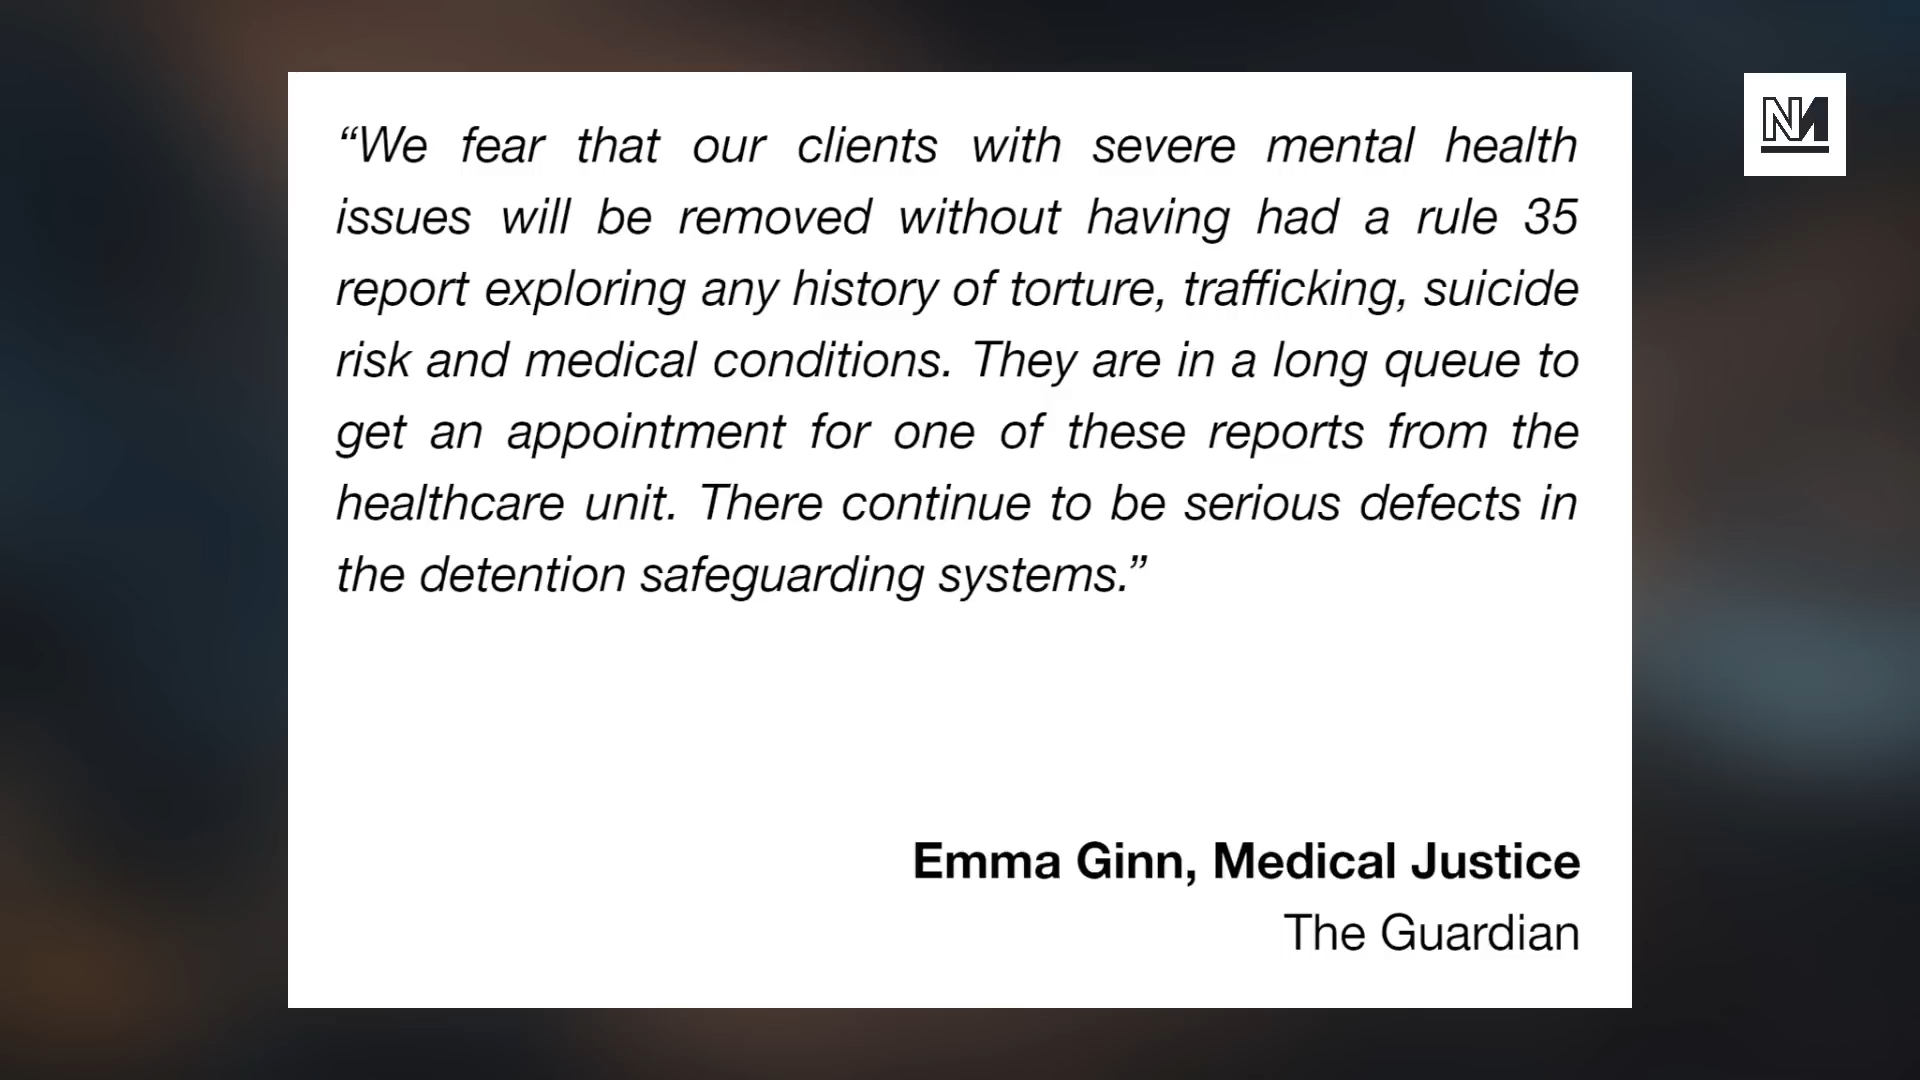 “We fear that our clients with severe mental health
issues will be removed without having had a rule 35
report exploring any history of torture, trafficking, suicide
risk and medical conditions. They are in a long queue to
get an appointment for one of these reports from the
healthcare unit. There continue to be serious defects in
the detention safeguarding systems.”
Emma Ginn, Medical Justice
The Guardian
NM